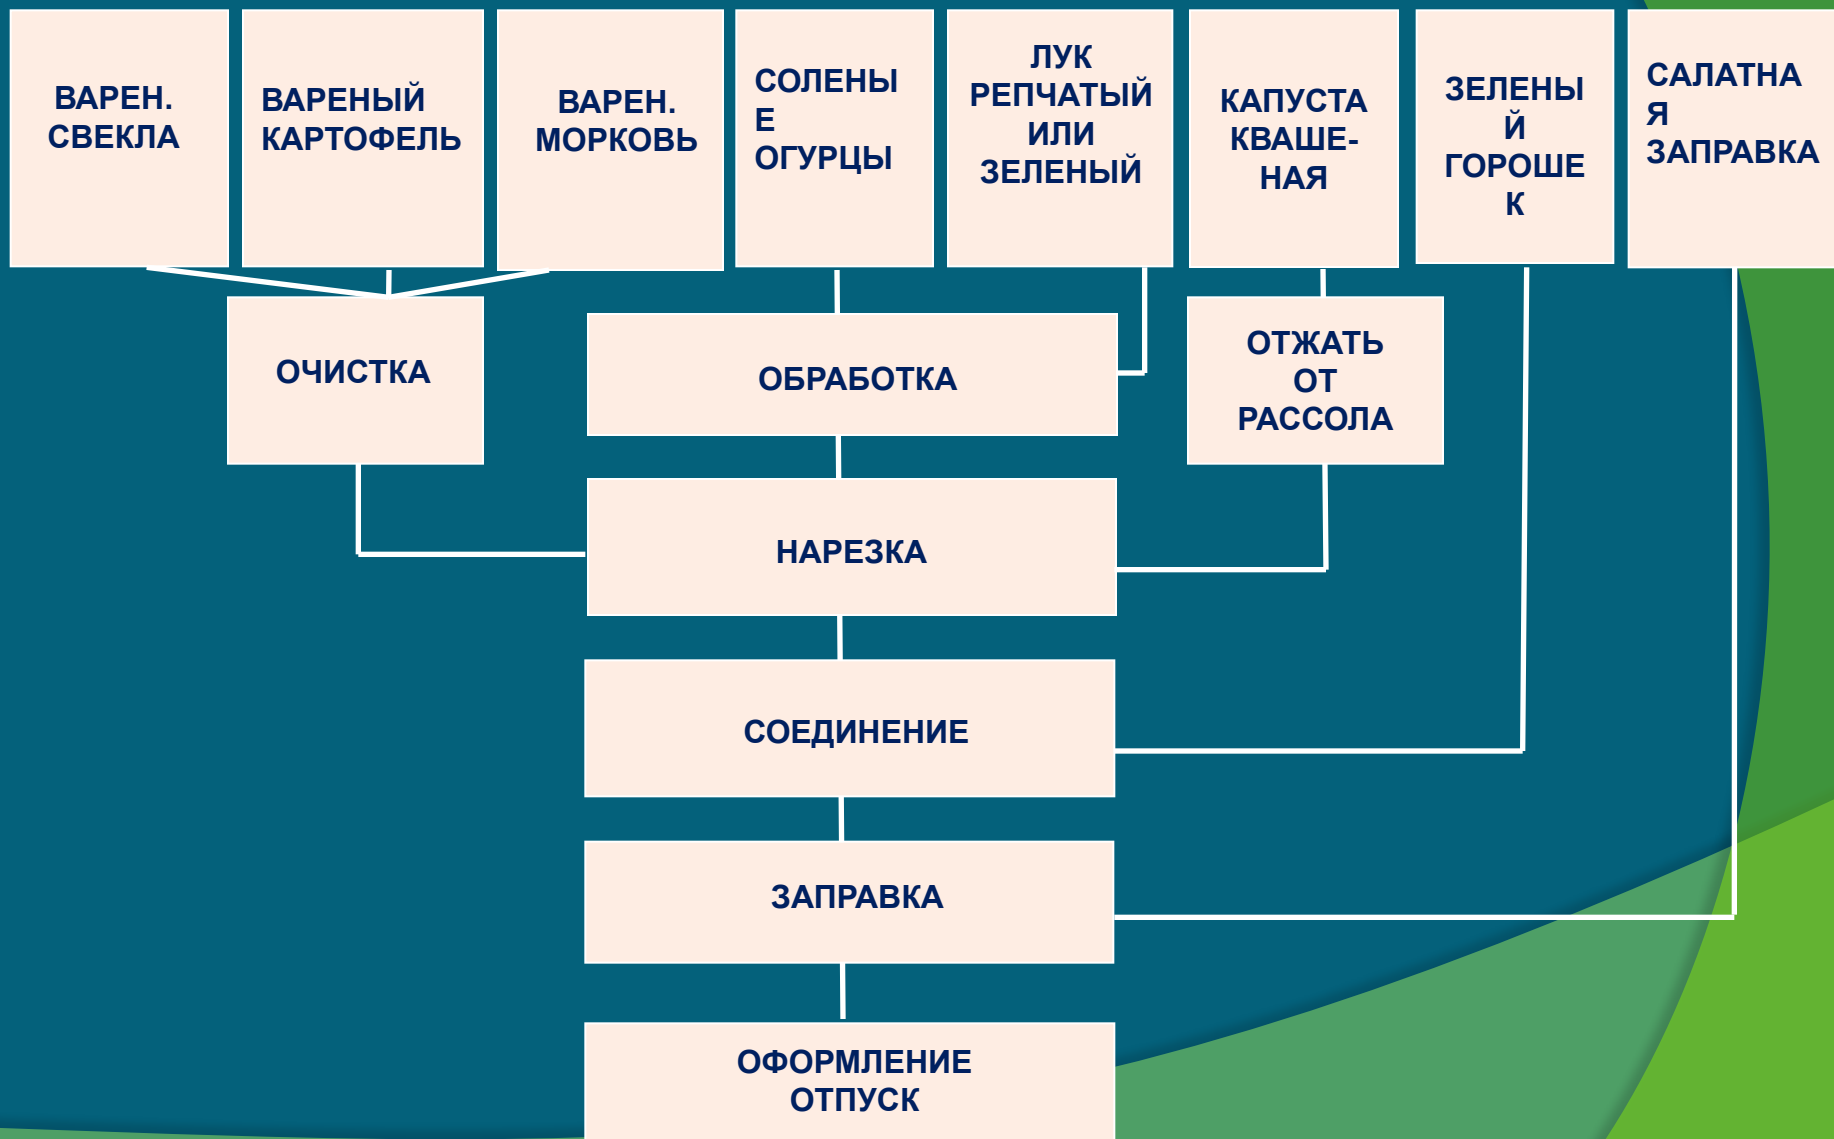 ВАРЕН.
СВЕКЛА
ВАРЕНЫЙ
КАРТОФЕЛЬ
ВАРЕН.
МОРКОВЬ
СОЛЕНЫ
Е
ОГУРЦЫ
ЛУК
РЕПЧАТЫЙ
ИЛИ
ЗЕЛЕНЫЙ
КАПУСТА
КВАШЕ-
НАЯ
ЗЕЛЕНЫ
Й
ГОРОШЕ
К
САЛАТНА
Я
ЗАПРАВКА
ОЧИСТКА
ОБРАБОТКА
ОТЖАТЬ
ОТ
РАССОЛА
НАРЕЗКА
СОЕДИНЕНИЕ
ЗАПРАВКА
ОФОРМЛЕНИЕ
ОТПУСК